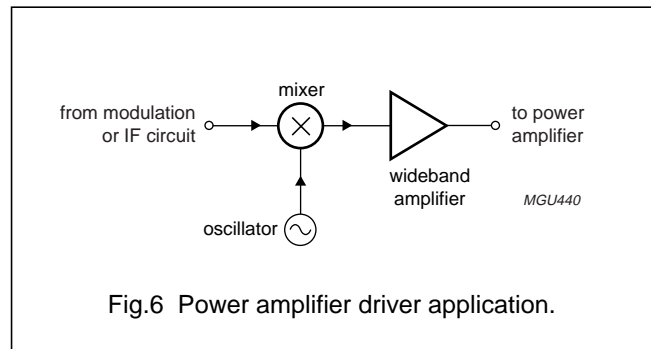 mixer
from modulation
or IF circuit
to power
amplifier
wideband
amplifier
MGU440
oscillator
Fig.6 Power amplifier driver application.